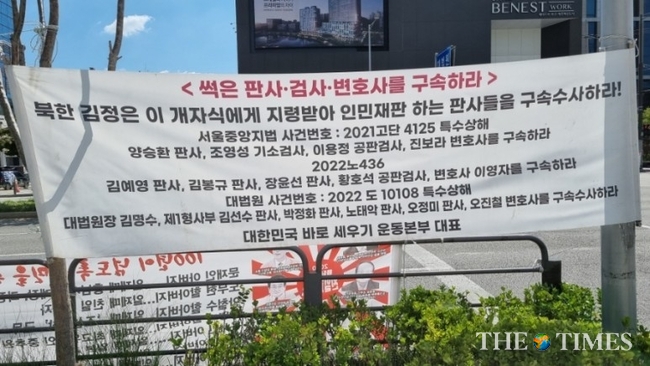 BENEST
WORK
< 썩은 판사·검사·변호사를 구속하라 >
북한 김정은 이 개자식에게 지령받아 인민재판 하는 판사들을 구속수사하라!
서울중앙지법 사건번호 : 2021고단 4125 특수상해
양승환 판사, 조영성 기소검사, 이용정 공판검사, 진보라 변호사를 구속하라
2022노436
김예영 판사, 김봉규 판사, 장윤선 판사, 황호석 공판검사, 변호사 이영자를 구속하라
대법원 사건번호 : 2022 도 10108 특수상해
대법원장 김명수, 제1형사부 김선수 판사, 박정화 판사, 노태악 판사, 오정미 판사, 오진철 변호사를 구속수사하라
대한민국 바로 세우기 운동본부 대표
100년이 넘도록
THE TIMES